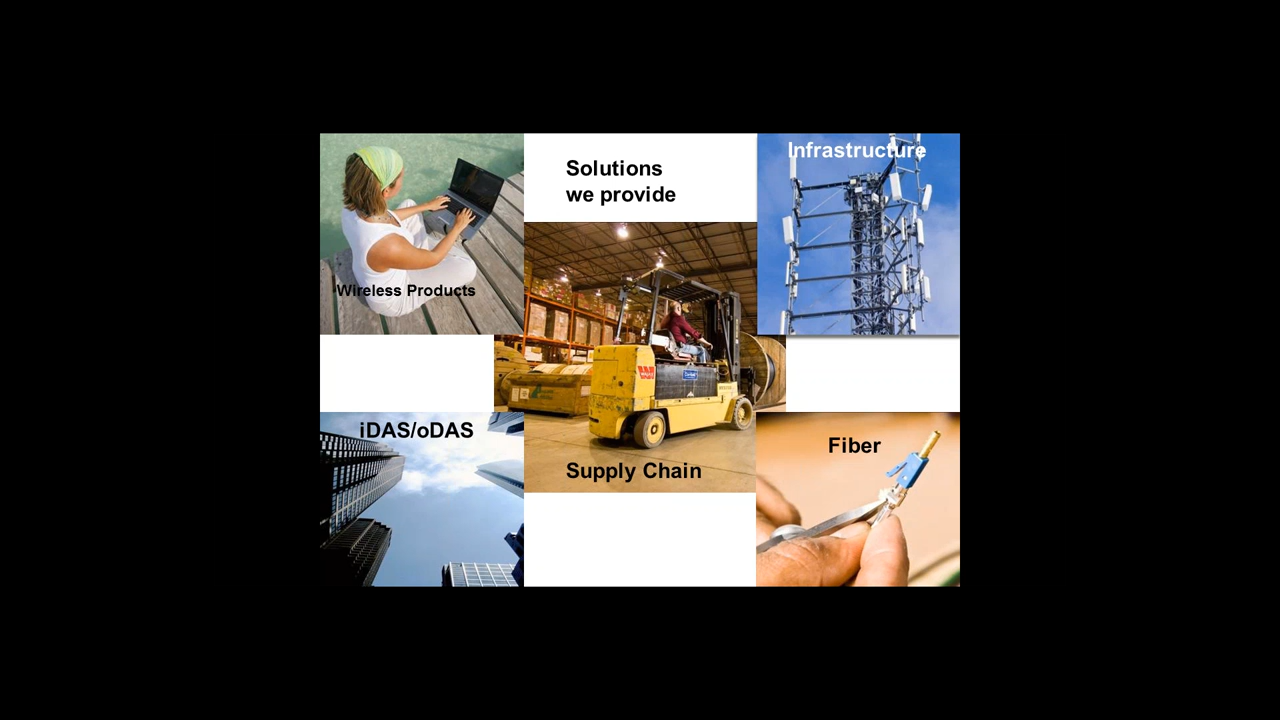 Solutions
we provide
Infrastructure
Wireless Products
iDAS/oDAS
Supply Chain
Fiber